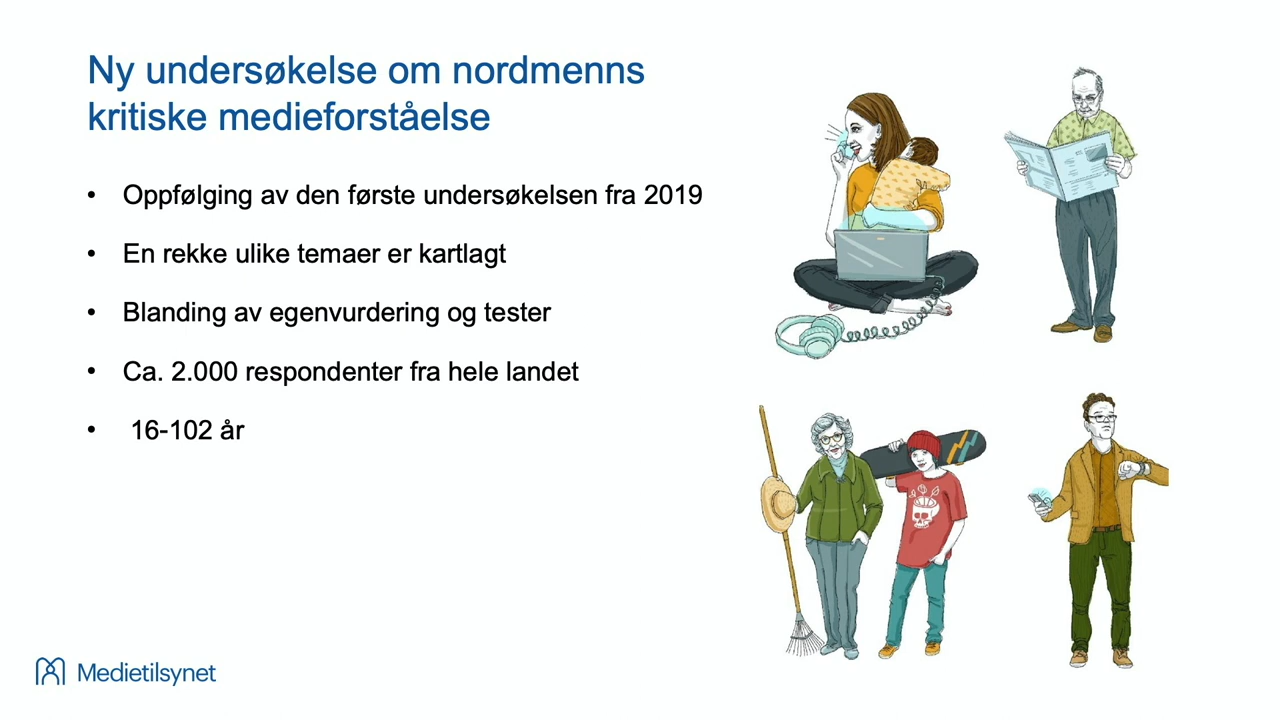 Ny undersøkelse om nordmenns
kritiske medieforståelse
• Oppfølging av den første undersøkelsen fra 2019
• En rekke ulike temaer er kartlagt
• Blanding av egenvurdering og tester
• Ca. 2.000 respondenter fra hele landet
• 16-102 år
Medietilsynet